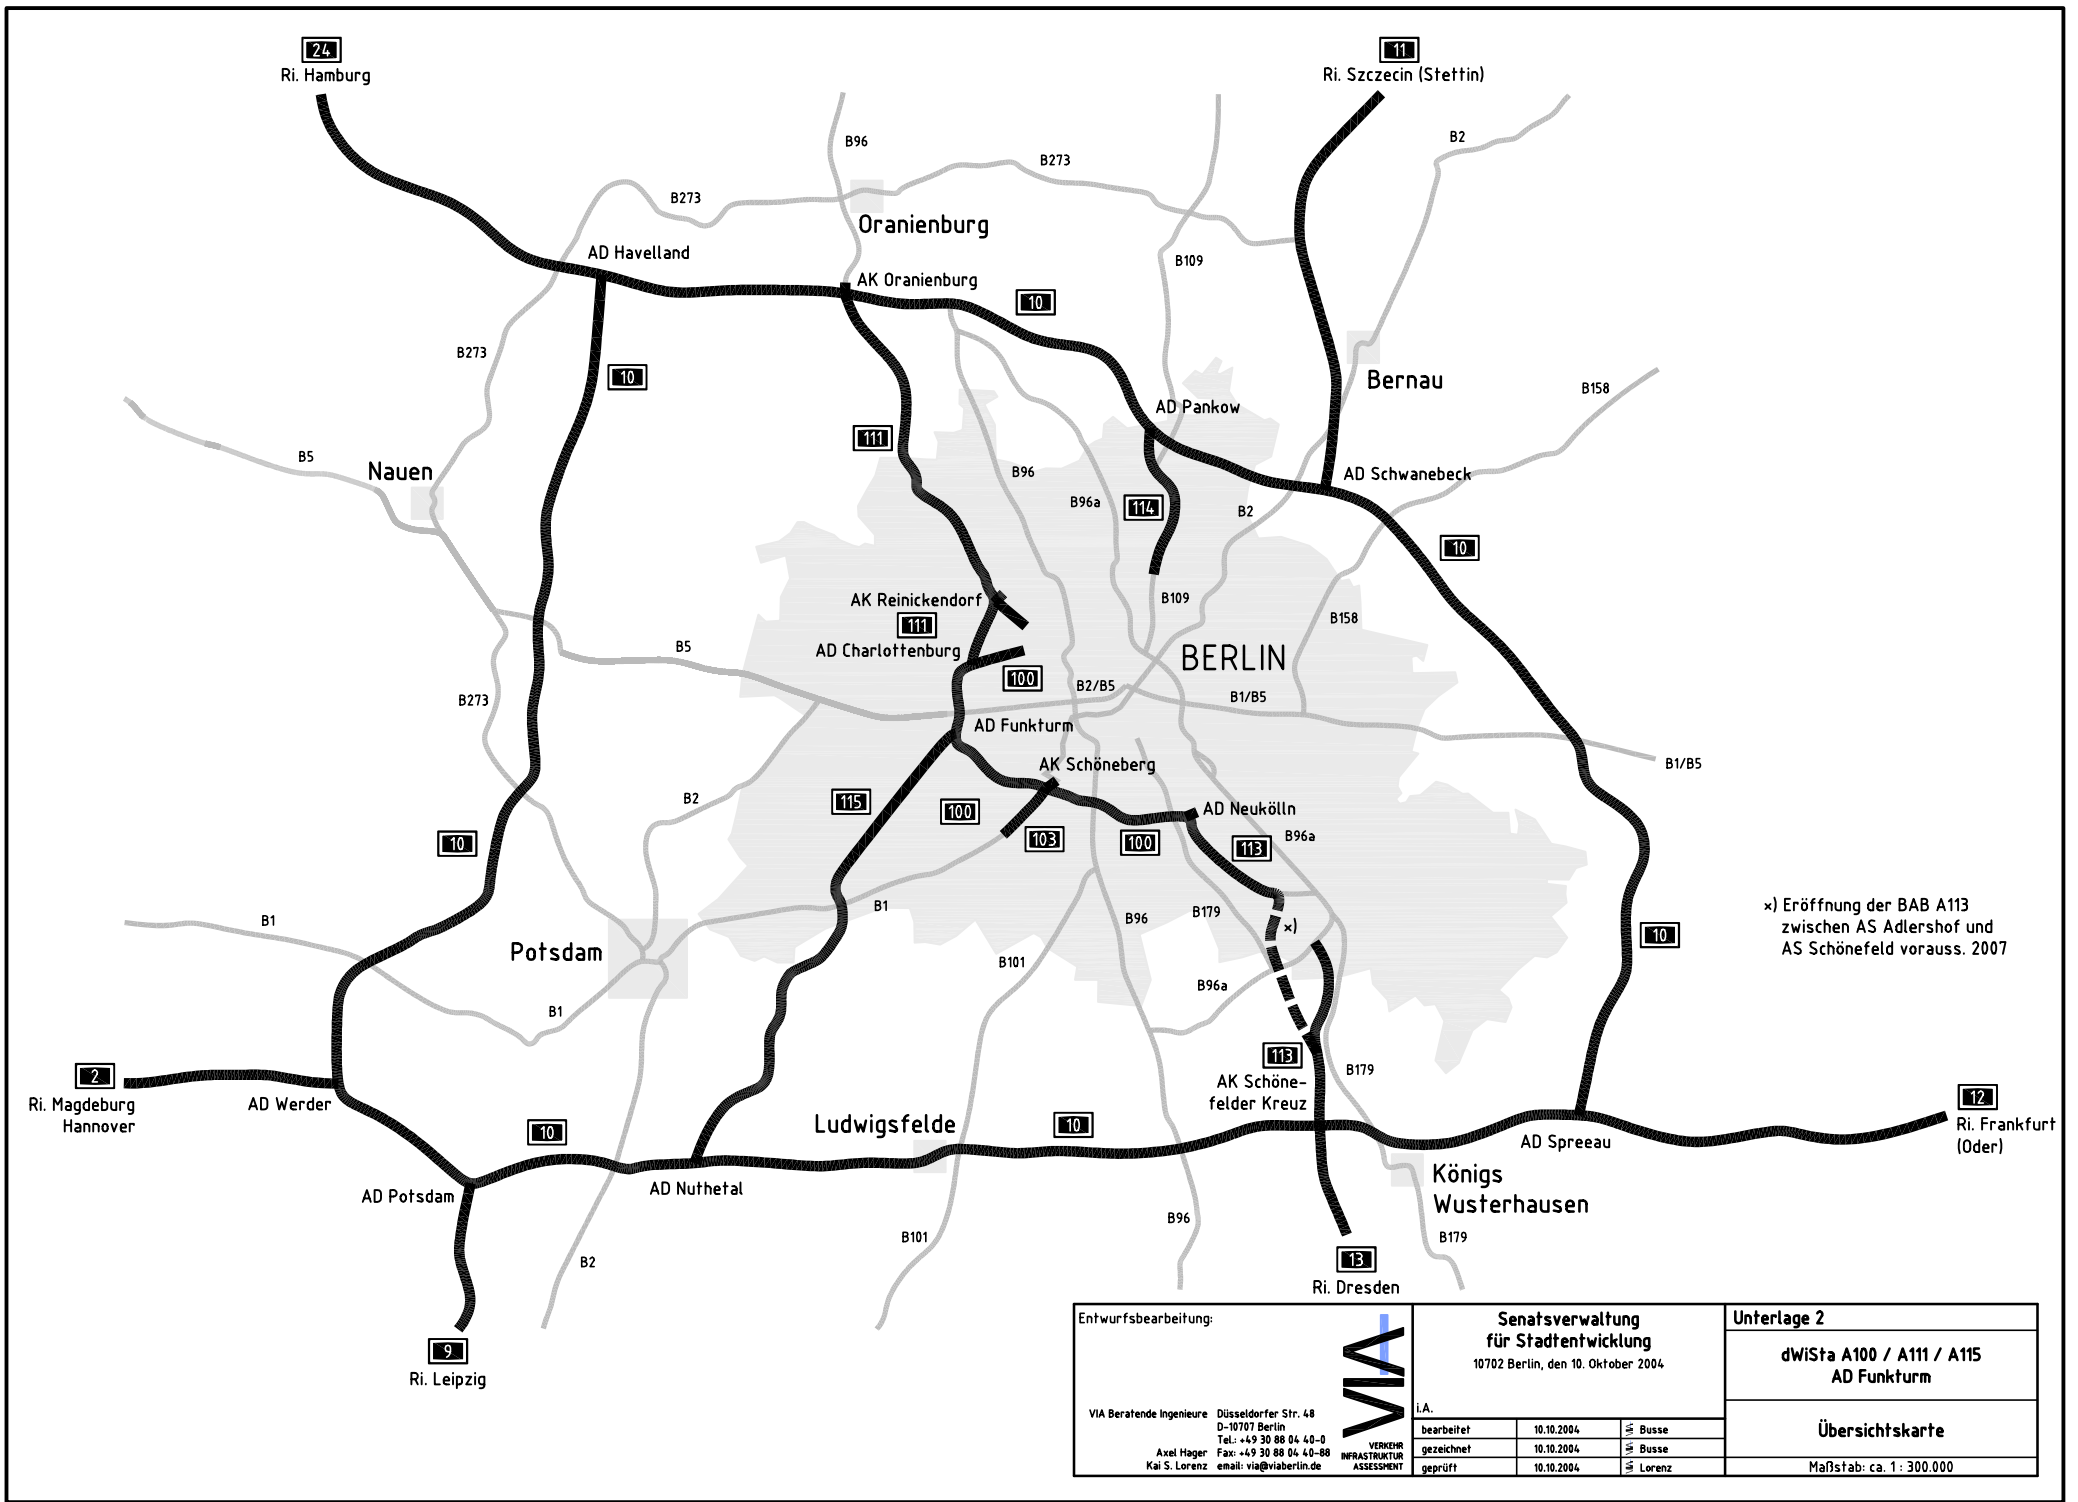 24
Ri. Hamburg
11
Ri. Szczecin (Stettin)
B96
B273
B2
B273
Oranienburg
AD Havelland
B109
AK Oranienburg
10
B273
10
Bernau
B158
AD Pankow
111
B5
Nauen
B96
AD Schwanebeck
B96a
114
B2
10
AK Reinickendorf
B109
111
B158
AD Charlottenburg
B5
BERLIN
100
B2/B5
B273
B1/B5
AD Funkturm
AK Schöneberg
B1/B5
B2
115
100
AD Neukölln
103
100
113
B96a
10
B1
B1
B96
B179
x)
10
x) Eröffnung der BAB A113
zwischen AS Adlershof und
AS Schönefeld vorauss. 2007
Potsdam
B101
B96a
B1
2
Ri. Magdeburg
Hannover
AD Werder
113
AK Schöne-
felder Kreuz
B179
12
Ri. Frankfurt
(Oder)
10
Ludwigsfelde
10
AD Spreeau
AD Potsdam
AD Nuthetal
Königs
Wusterhausen
B96
B101
B179
B2
13
Ri. Dresden
9
Ri. Leipzig
Entwurfsbearbeitung:
VIA Beratende Ingenieure
Düsseldorfer Str. 48
D-10707 Berlin
Tel.: +49 30 88 04 40-0
Axel Hager
Fax: +49 30 88 04 40-88
Kai S. Lorenz
email: via@viaberlin.de
VIA
VERKEHR
INFRASTRUKTUR
ASSESSMENT
Senatsverwaltung
für Stadtentwicklung
10702 Berlin, den 10. Oktober 2004
i.A.
bearbeitet 10.10.2004 Busse
gezeichnet 10.10.2004 Busse
geprüft 10.10.2004 Lorenz
Unterlage 2
dWiSta A100 / A111 / A115
AD Funkturm
Übersichtskarte
Maßstab: ca. 1 : 300.000